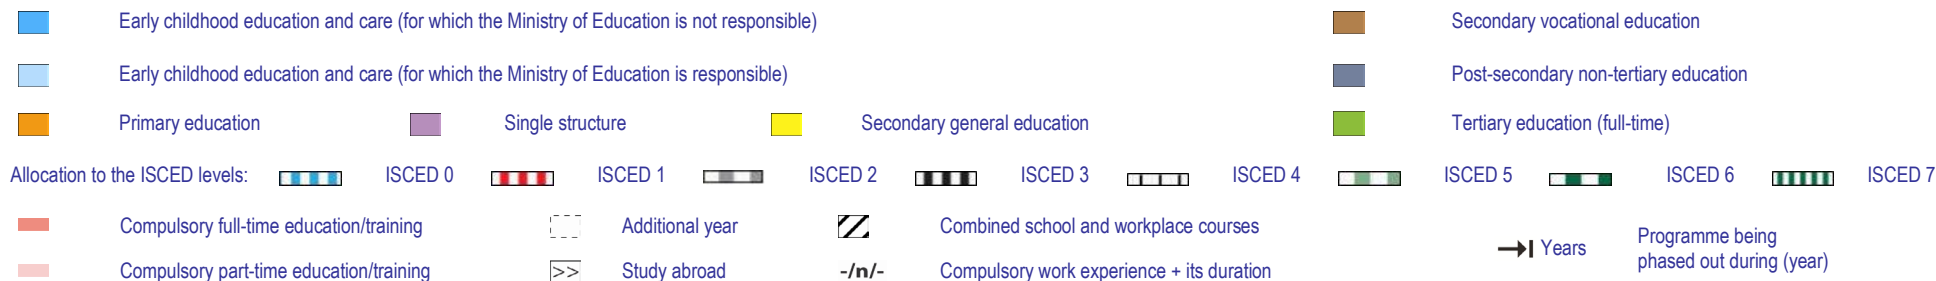 Early childhood education and care (for which the Ministry of Education is not responsible) Secondary vocational education
Early childhood education and care (for which the Ministry of Education is responsible) Post-secondary non-tertiary education
Primary education Single structure Secondary general education Tertiary education (full-time)
Allocation to the ISCED levels: ISCED 0 ISCED 1 ISCED 2 ISCED 3 ISCED 4 ISCED 5 ISCED 6 ISCED 7
Compulsory full-time education/training Additional year Combined school and workplace courses
Years Programme being
phased out during (year)
Compulsory part-time education/training >> Study abroad -/n/- Compulsory work experience + its duration